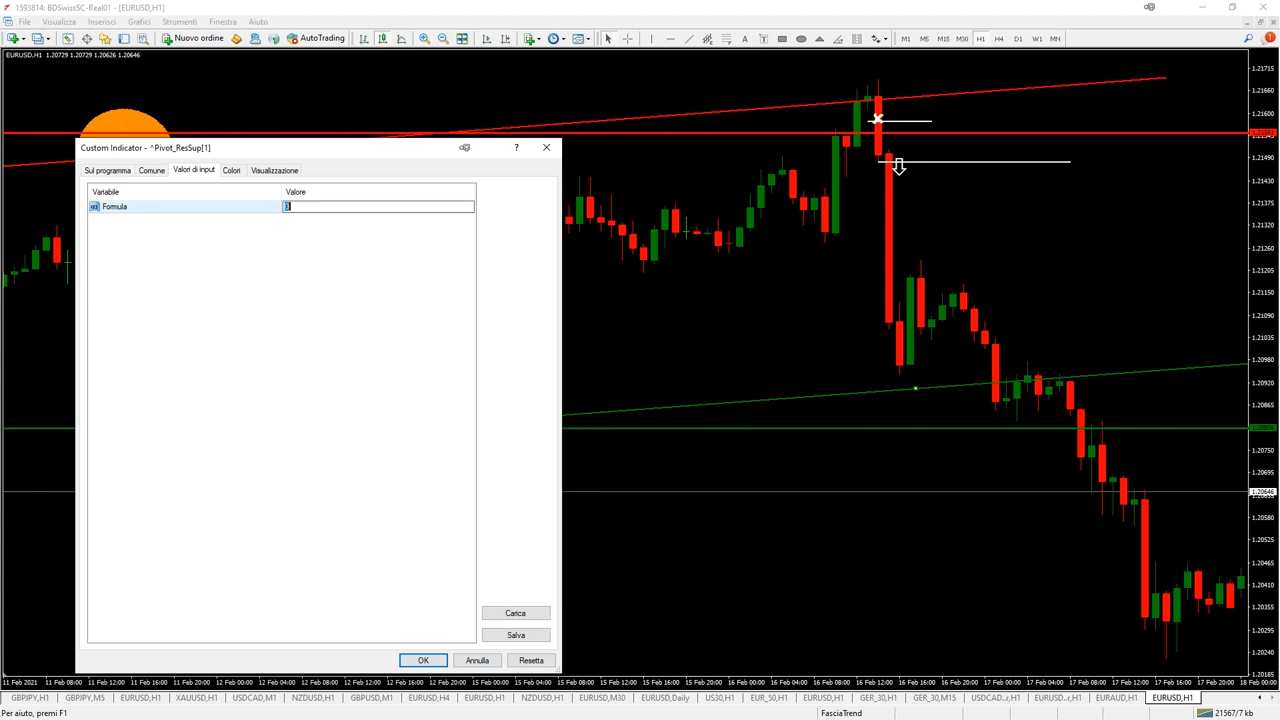 1593814: BDSwissSC-Real01 - [EURUSD,H1]
File Visualizza Inserisci Grafici Strumenti Finestra Aiuto
Nuovo ordine AutoTrading M1 M5 M15 M30 H1 H4 D1 W1 MN
EURUSD,H1 1.20729 1.20729 1.20626 1.20646
1.21715
1.21660
1.21600
1.21545
1.21490
1.21430
1.21375
1.21320
1.21260
1.21205
1.21150
1.21090
1.21035
1.20980
1.20920
1.20865
1.20750
1.20695
1.20646
1.20580
1.20520
1.20465
1.20410
1.20355
1.20295
1.20240
Custom Indicator - ^Pivot_ResSup[1]
Sul programma Comune Valori di input Colori Visualizzazione
Variabile Valore
Formula 0
Carica
Salva
OK Annulla Resetta
11 Feb 2021 11 Feb 08:00 11 Feb 12:00 11 Feb 16:00 11 Feb 20:00 12 Feb 00:00 12 Feb 04:00 12 Feb 08:00 12 Feb 12:00 12 Feb 16:00 12 Feb 20:00 15 Feb 00:00 15 Feb 04:00 15 Feb 08:00 15 Feb 12:00 15 Feb 16:00 15 Feb 20:00 16 Feb 00:00 16 Feb 04:00 16 Feb 08:00 16 Feb 12:00 16 Feb 16:00 16 Feb 20:00 17 Feb 00:00 17 Feb 04:00 17 Feb 08:00 17 Feb 12:00 17 Feb 16:00 17 Feb 20:00 18 Feb 00:00
GBPJPY,H1 GBPJPY,M5 EURUSD,H1 XAUUSD,H1 USDCAD,M1 NZDUSD,H1 GBPUSD,M1 EURUSD,H4 EURUSD,H1 NZDUSD,H1 EURUSD,M30 EURUSD,Daily US30,H1 EUR_50,H1 EURUSD,H1 GER_30,H1 GER_30,M15 USDCAD_r,H1 EURUSD..r,H1 EURAUD,H1 EURUSD,H1
Per aiuto, premi F1 FasciaTrend 21567/7 kb